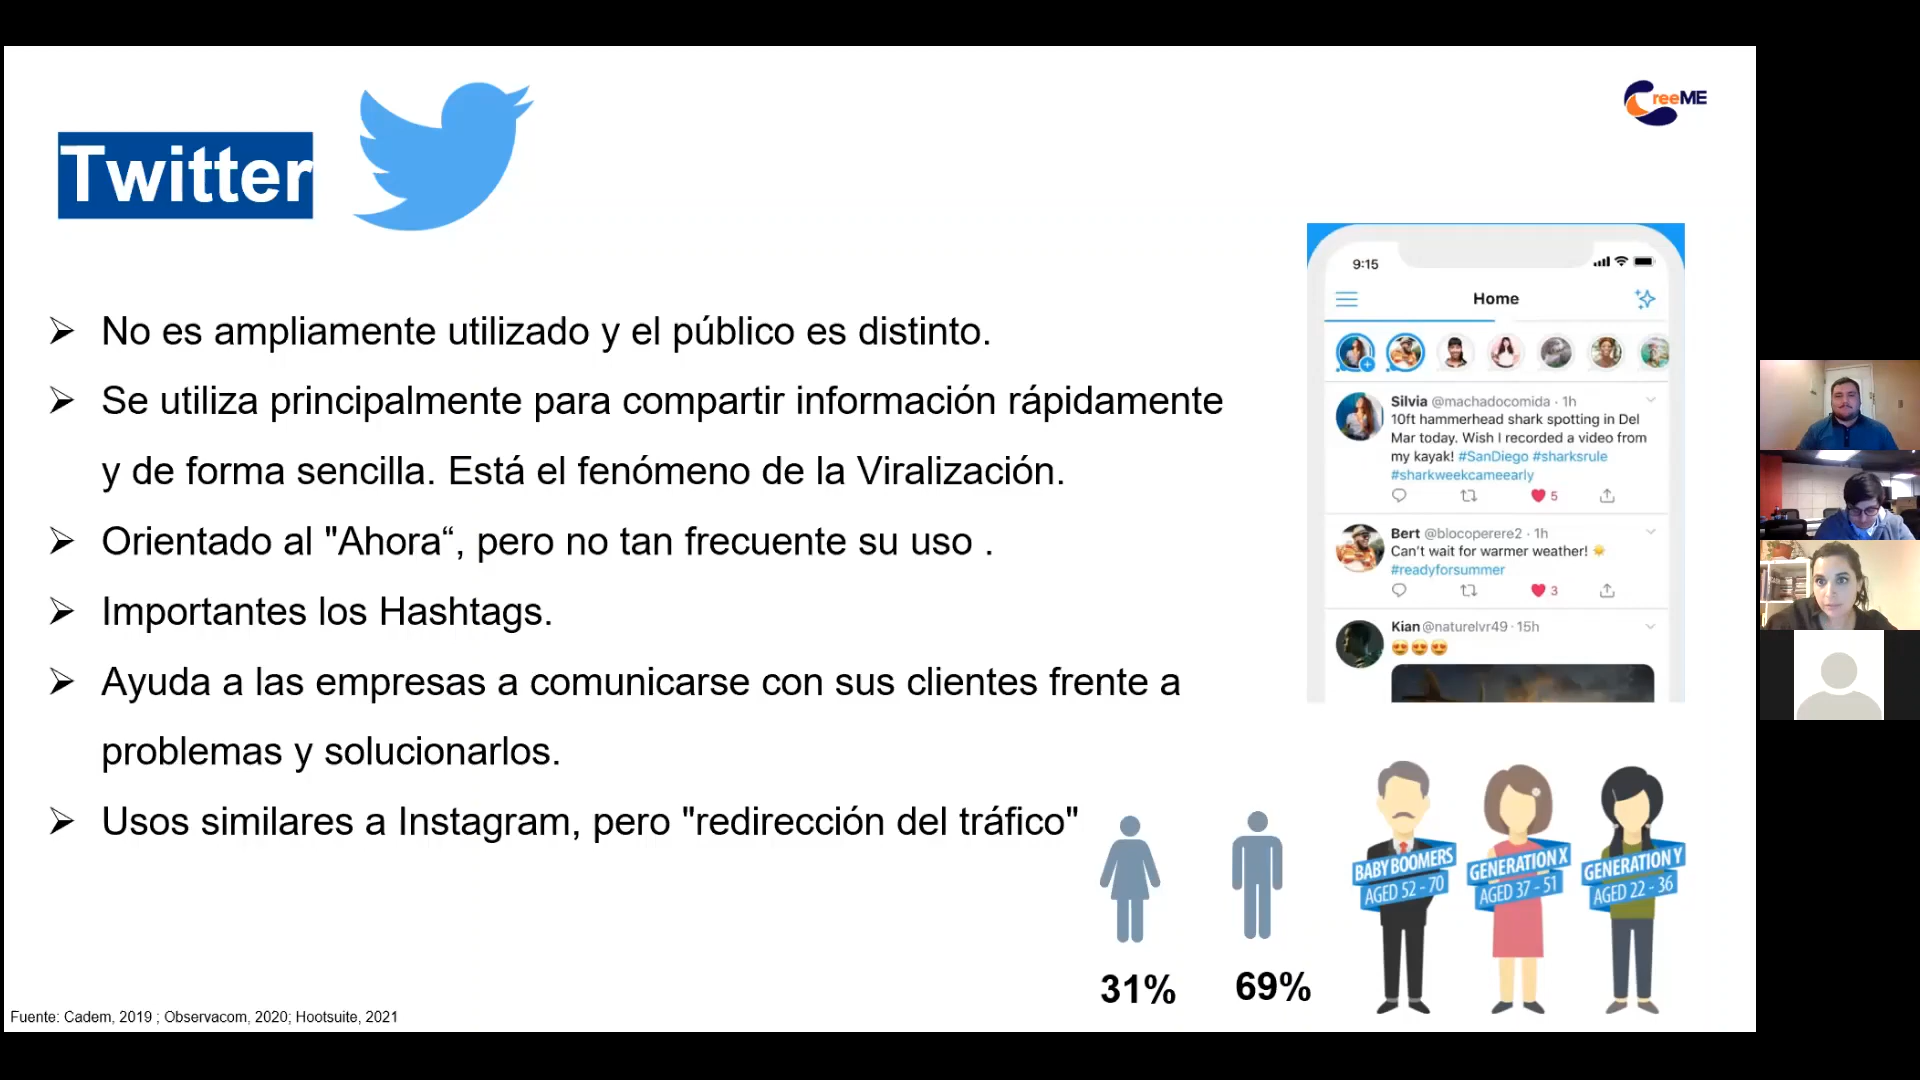 reeME
Twitter
No es ampliamente utilizado y el público es distinto.
Se utiliza principalmente para compartir información rápidamente
y de forma sencilla. Está el fenómeno de la Viralización.
Orientado al "Ahora“, pero no tan frecuente su uso .
Importantes los Hashtags.
Ayuda a las empresas a comunicarse con sus clientes frente a
problemas y solucionarlos.
Usos similares a Instagram, pero "redirección del tráfico"
9:15
Home
Silvia @machadocomida · 1h
10ft hammerhead shark spotting in Del
Mar today. Wish I recorded a video from
my kayak! #SanDiego #sharksrule
#sharkweekcameearly
5
Bert @blocoperere2 · 1h
Can't wait for warmer weather!
#readyforsummer
3
Kian @naturelvr49 · 15h
BABY BOOMERS
AGED 52 - 70
GENERATION X
AGED 37 - 51
GENERATION Y
AGED 22 - 36
31%
69%
Fuente: Cadem, 2019 ; Observacom, 2020; Hootsuite, 2021